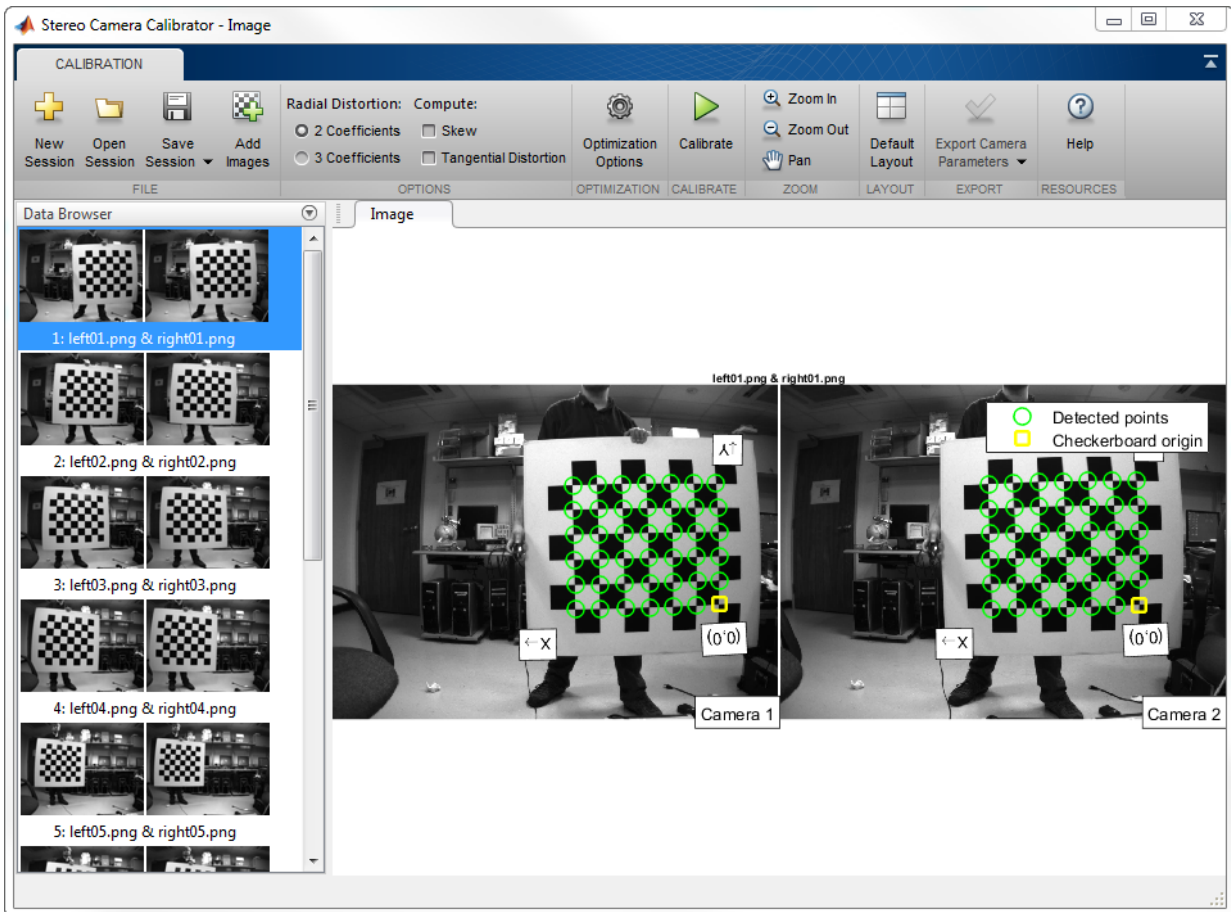 Stereo Camera Calibrator - Image
CALIBRATION
New Session
Open Session
Save Session
Add Images
Radial Distortion:
2 Coefficients
3 Coefficients
Compute:
Skew
Tangential Distortion
Optimization Options
Calibrate
Zoom In
Zoom Out
Pan
Default Layout
Export Camera Parameters
Help
FILE
OPTIONS
OPTIMIZATION
CALIBRATE
ZOOM
LAYOUT
EXPORT
RESOURCES
Data Browser
Image
1: left01.png & right01.png
2: left02.png & right02.png
3: left03.png & right03.png
4: left04.png & right04.png
5: left05.png & right05.png
left01.png & right01.png
Detected points
Checkerboard origin
Y→
←X
(0,0)
Camera 1
←X
(0,0)
Camera 2